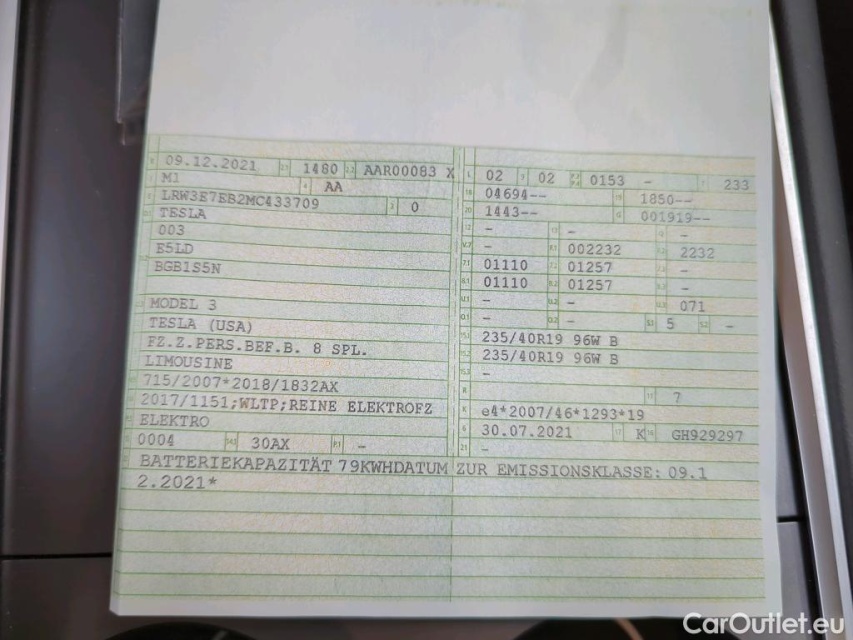 09.12.2021 1480 AAR00083 X
M1 AA
LRW3E7EB2MC433709 0
TESLA
003
E5LD
BGB1S5N
MODEL 3
TESLA (USA)
FZ.Z.PERS.BEF.B. 8 SPL.
LIMOUSINE
715/2007*2018/1832AX
2017/1151;WLTP;REINE ELEKTROFZ
ELEKTRO
0004 30AX -
02 02 0153 - 233
04694-- 1850--
1443-- 001919--
- - -
- 002232 2232
01110 01257 -
01110 01257 -
- - 071
- - 5 -
235/40R19 96W B
235/40R19 96W B
-
7
e4*2007/46*1293*19
30.07.2021 K GH929297
-
BATTERIEKAPAZITÄT 79KWHDATUM ZUR EMISSIONSKLASSE: 09.1
2.2021*
CarOutlet.eu